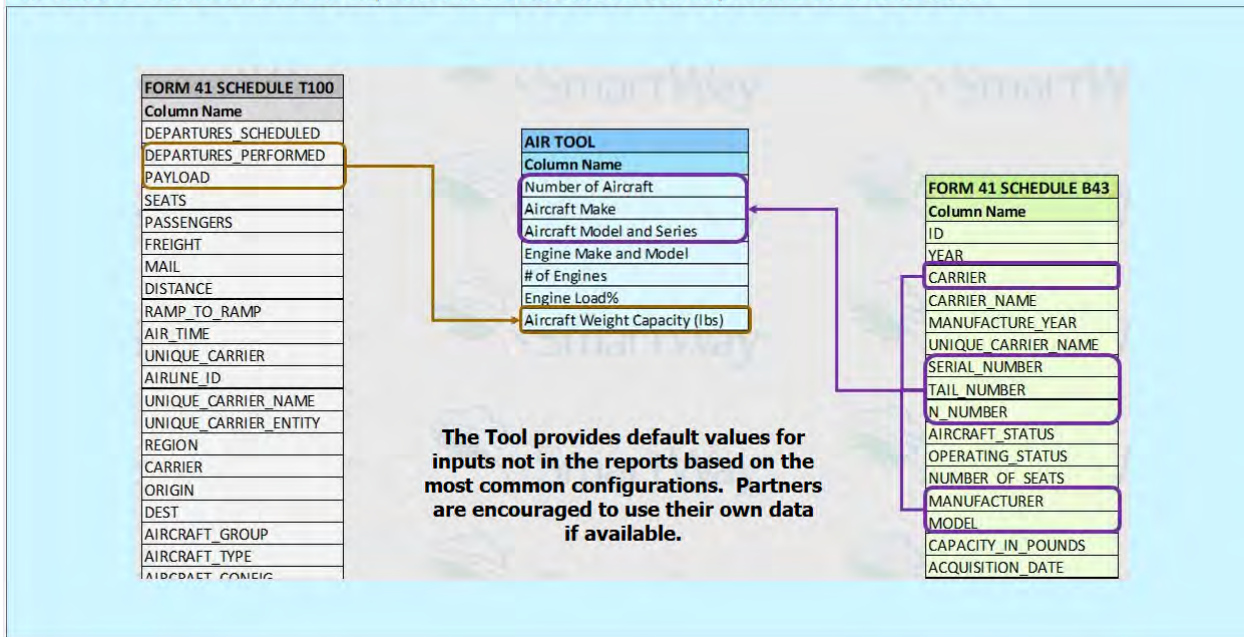 FORM 41 SCHEDULE T100
Column Name
DEPARTURES_SCHEDULED
DEPARTURES_PERFORMED
PAYLOAD
SEATS
PASSENGERS
FREIGHT
MAIL
DISTANCE
RAMP_TO_RAMP
AIR_TIME
UNIQUE_CARRIER
AIRLINE_ID
UNIQUE_CARRIER_NAME
UNIQUE_CARRIER_ENTITY
REGION
CARRIER
ORIGIN
DEST
AIRCRAFT_GROUP
AIRCRAFT_TYPE
AIRCRAFT_CONFIG
AIR TOOL
Column Name
Number of Aircraft
Aircraft Make
Aircraft Model and Series
Engine Make and Model
# of Engines
Engine Load%
Aircraft Weight Capacity (lbs)
The Tool provides default values for
inputs not in the reports based on the
most common configurations. Partners
are encouraged to use their own data
if available.
FORM 41 SCHEDULE B43
Column Name
ID
YEAR
CARRIER
CARRIER_NAME
MANUFACTURE_YEAR
UNIQUE_CARRIER_NAME
SERIAL_NUMBER
TAIL_NUMBER
N_NUMBER
AIRCRAFT_STATUS
OPERATING_STATUS
NUMBER_OF_SEATS
MANUFACTURER
MODEL
CAPACITY_IN_POUNDS
ACQUISITION_DATE
SmartWay
SmartWay